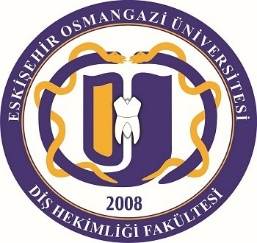 ESKİŞEHİR OSMANGAZİ ÜNİVERSİTESİ
2008
DİŞ HEKİMLİĞİ FAKÜLTESİ